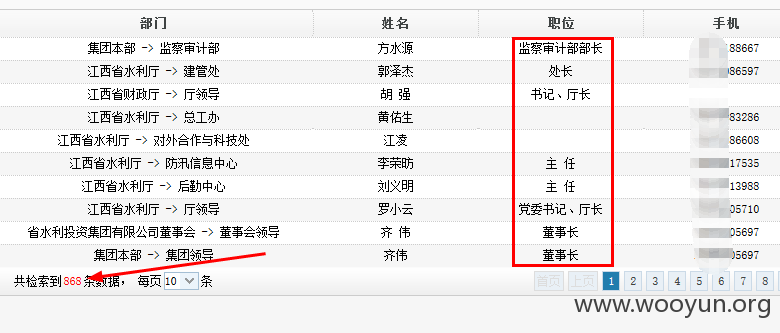 部门 姓名 职位 手机
集团本部 -> 监察审计部 方水源 监察审计部部长 88667
江西省水利厅 -> 建管处 郭泽杰 处长 086597
江西省财政厅 -> 厅领导 胡 强 书记、厅长
江西省水利厅 -> 总工办 黄佑生 83286
江西省水利厅 -> 对外合作与科技处 江凌 86608
江西省水利厅 -> 防汛信息中心 李荣昉 主 任 17535
江西省水利厅 -> 后勤中心 刘义明 主 任 13988
江西省水利厅 -> 厅领导 罗小云 党委书记、厅长 05710
省水利投资集团有限公司董事会 -> 董事会领导 齐 伟 董事长 05697
集团本部 -> 集团领导 齐伟 董事长 05697
共检索到868条数据， 每页 10 条 首页 上页 1 2 3 4 5 6 7 8
www.wooyun.org